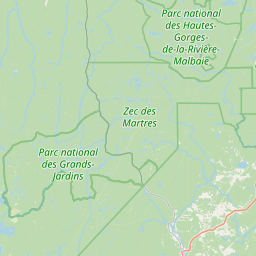 Parc national
des Hautes-
Gorges-
de-la-Rivière-
Malbaie
Zec des
Martres
Parc national
des Grands-
Jardins